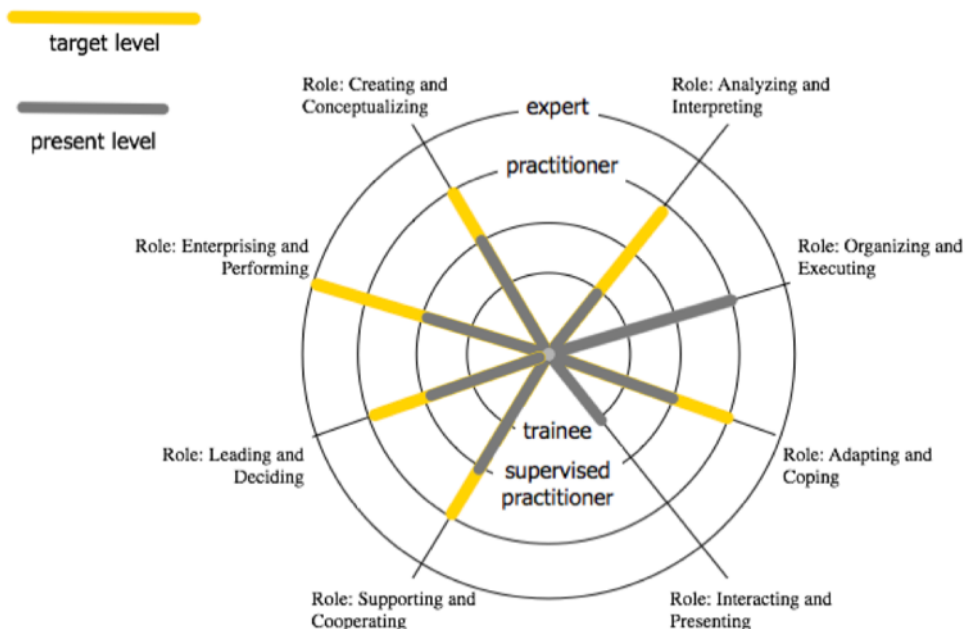 target level
present level
Role: Creating and
Conceptualizing
expert
Role: Analyzing and
Interpreting
practitioner
Role: Enterprising and
Performing
Role: Organizing and
Executing
Role: Leading and
Deciding
trainee
supervised
practitioner
Role: Adapting and
Coping
Role: Supporting and
Cooperating
Role: Interacting and
Presenting